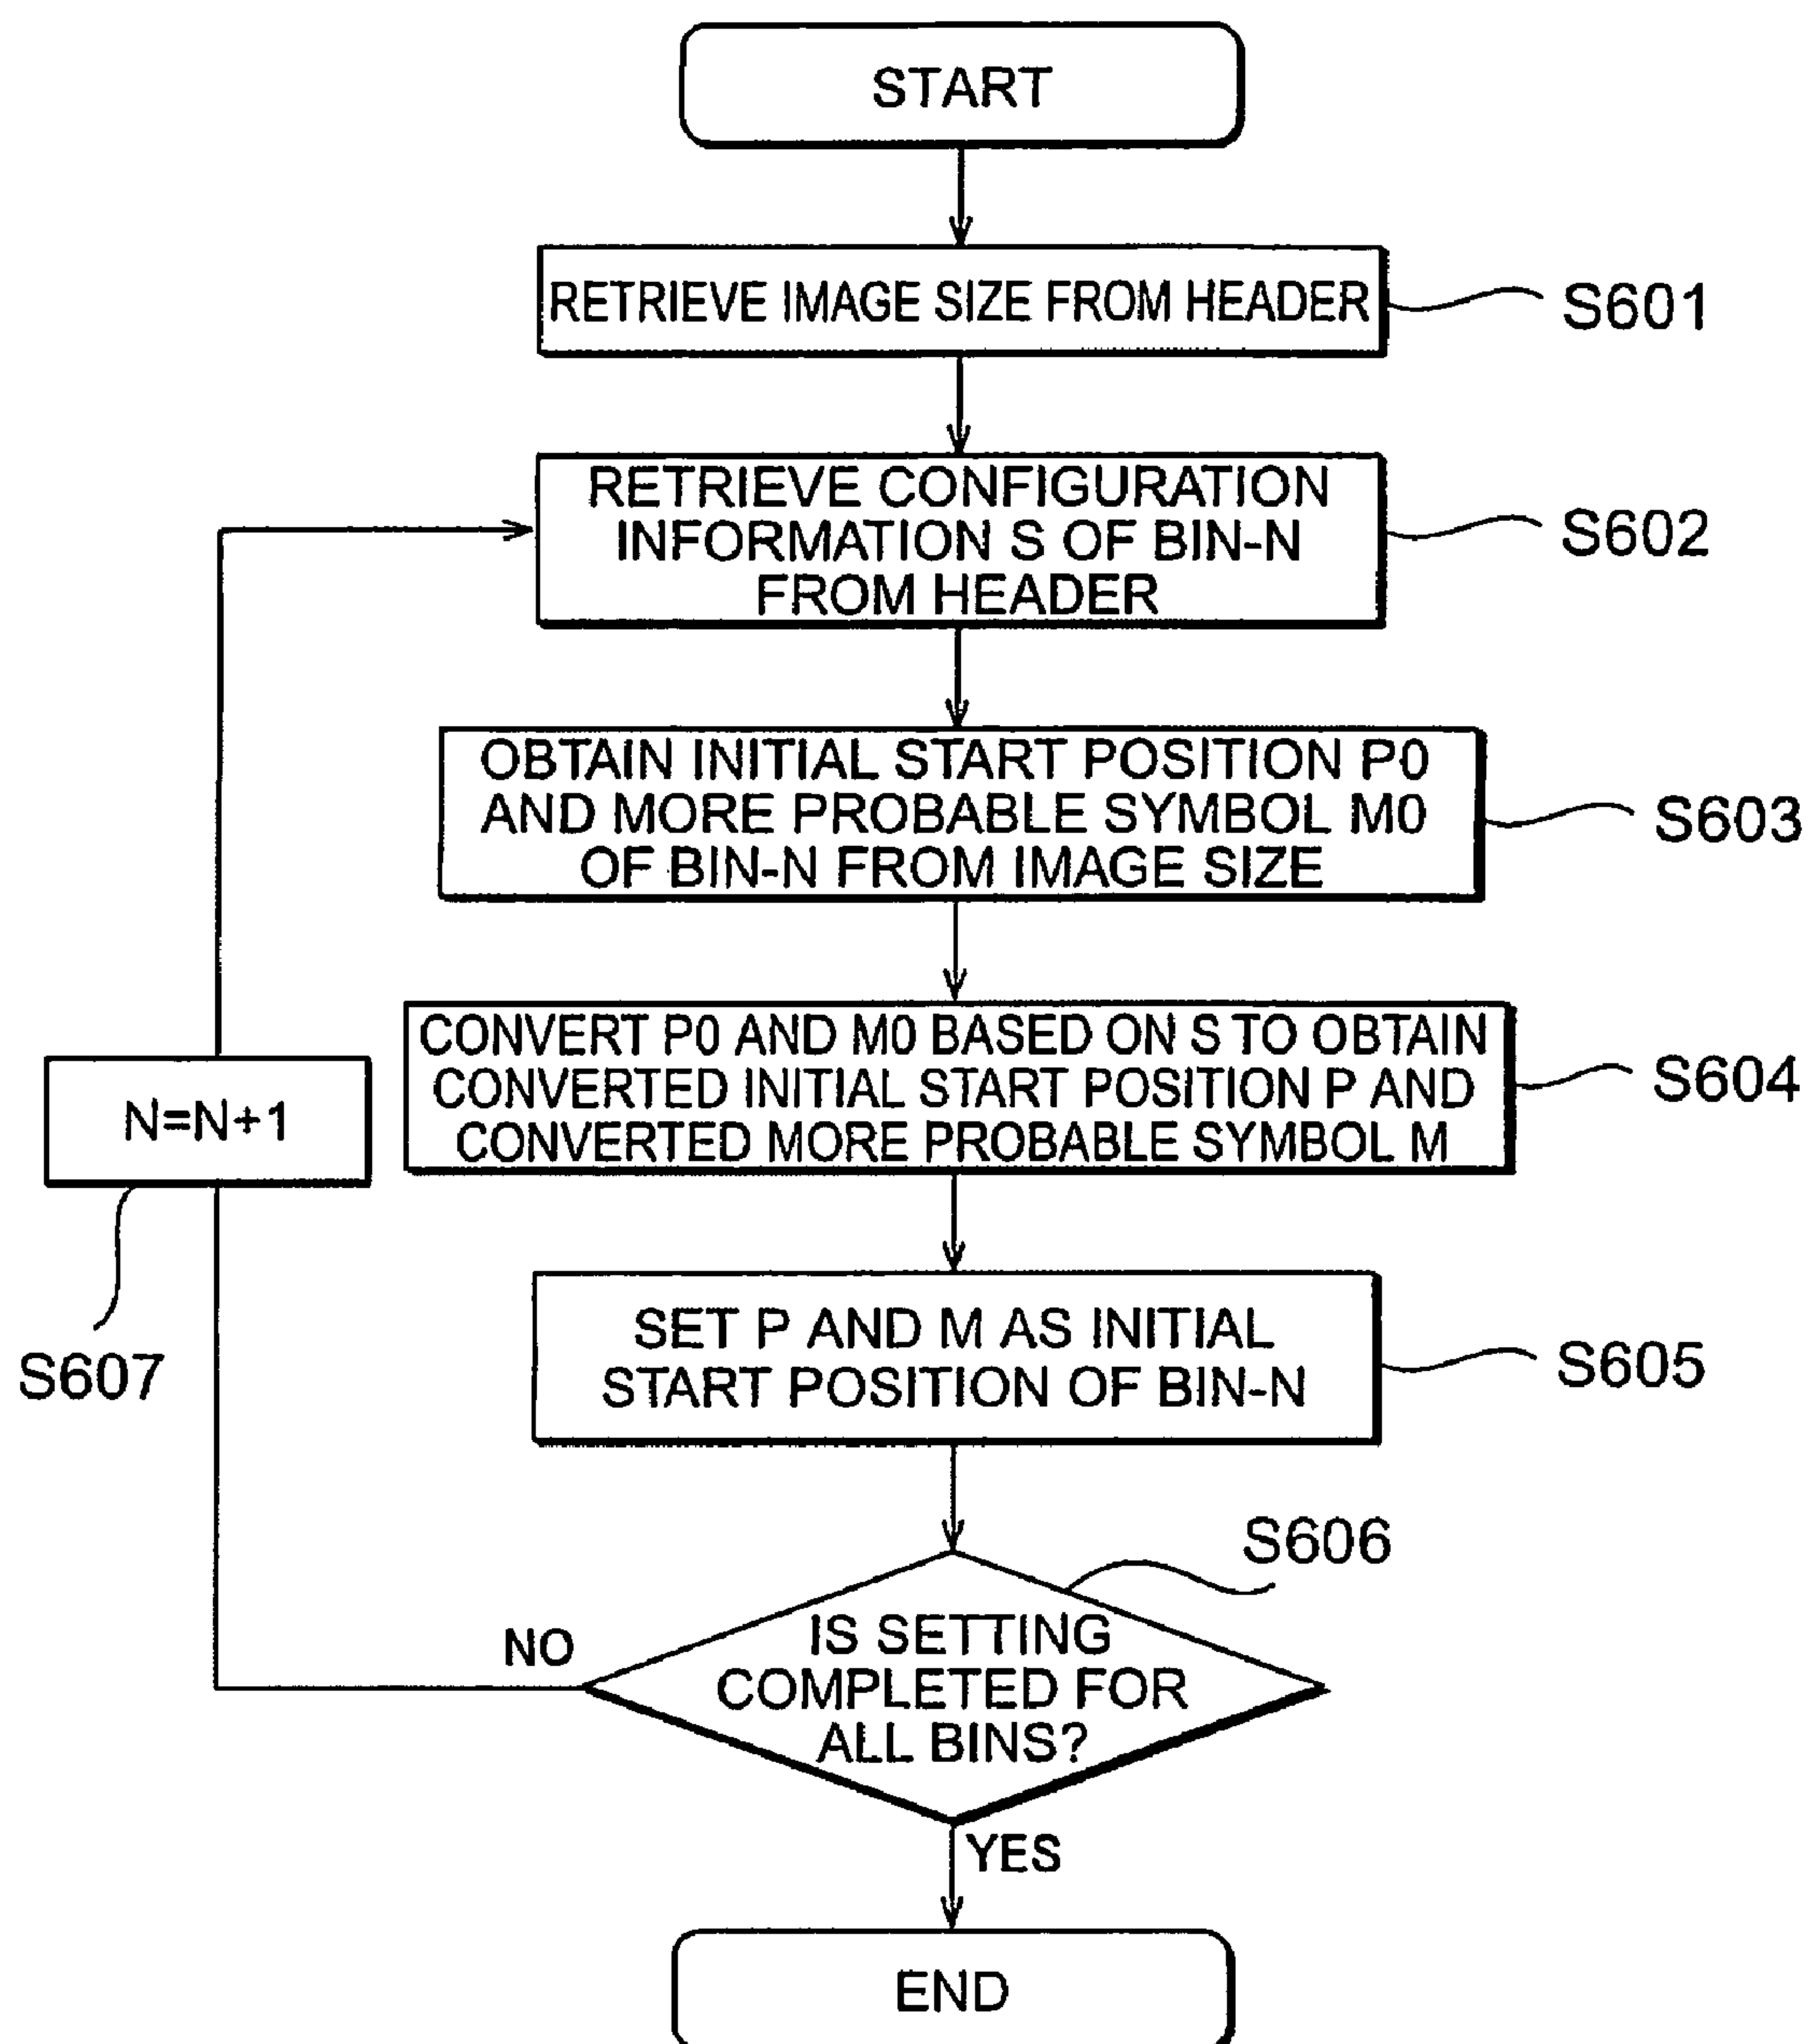 START
RETRIEVE IMAGE SIZE FROM HEADER
S601
RETRIEVE CONFIGURATION
INFORMATION S OF BIN-N
FROM HEADER
S602
OBTAIN INITIAL START POSITION P0
AND MORE PROBABLE SYMBOL M0
OF BIN-N FROM IMAGE SIZE
S603
CONVERT P0 AND M0 BASED ON S TO OBTAIN
CONVERTED INITIAL START POSITION P AND
CONVERTED MORE PROBABLE SYMBOL M
S604
N=N+1
S607
SET P AND M AS INITIAL
START POSITION OF BIN-N
S605
S606
IS SETTING
COMPLETED FOR
ALL BINS?
NO
YES
END